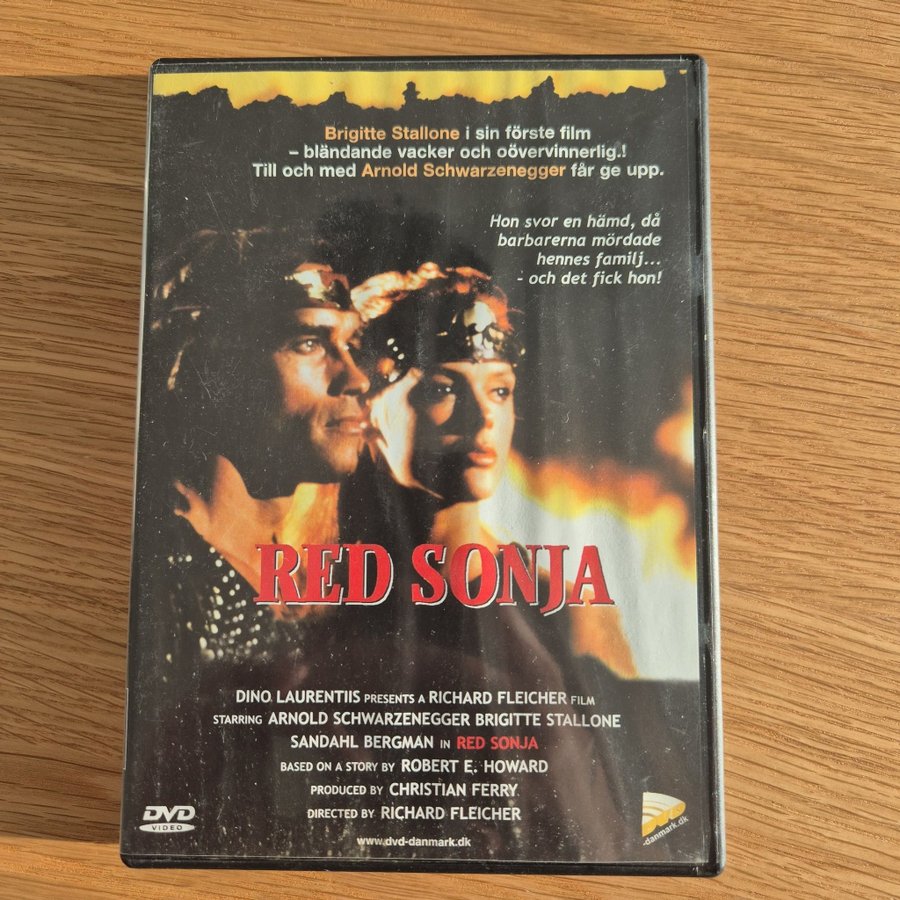 Brigitte Stallone i sin förste film
– bländande vacker och oövervinnerlig.!
Till och med Arnold Schwarzenegger får ge upp.
Hon svor en hämd, då
barbarerna mördade
hennes familj...
- och det fick hon!
RED SONJA
DINO LAURENTIIS PRESENTS A RICHARD FLEICHER FILM
STARRING ARNOLD SCHWARZENEGGER BRIGITTE STALLONE
SANDAHL BERGMAN IN RED SONJA
BASED ON A STORY BY ROBERT E. HOWARD
PRODUCED BY CHRISTIAN FERRY
DIRECTED BY RICHARD FLEICHER
DVD
VIDEO
www.dvd-danmark.dk
DVD
.danmark.dk